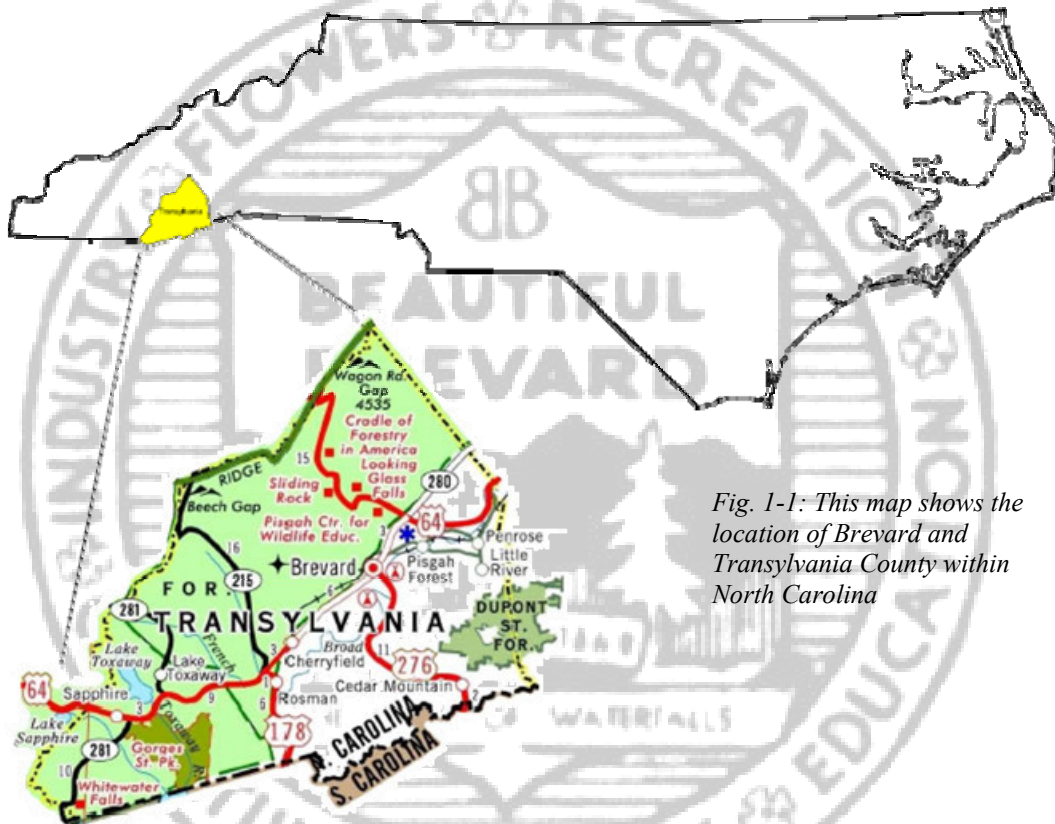 INDUSTRY FLOWERS RECREATION EDUCATION
BB
BEAUTIFUL
BREVARD
WATERFALLS
Transylvania
Wagon Rd.
Gap
4535
Cradle of
Forestry
in America
Looking
Glass
Falls
RIDGE
15
Sliding
Rock
280
Beech Gap
Pisgah Ctr. for
Wildlife Educ.
64
3
Penrose
Little
River
Pisgah
Forest
Brevard
16
215
6
FOR.
TRANSYLVANIA
DUPONT
ST.
FOR.
281
French
Broad
Lake
Toxaway
Lake
Toxaway
3
Cherryfield
11
276
Cedar Mountain
2
64
Sapphire
3
9
1
Rosman
6
178
Lake
Sapphire
Toxaway R.
281
Gorges
St. Pk.
10
Whitewater
Falls
N. CAROLINA
S. CAROLINA
Fig. 1-1: This map shows the
location of Brevard and
Transylvania County within
North Carolina